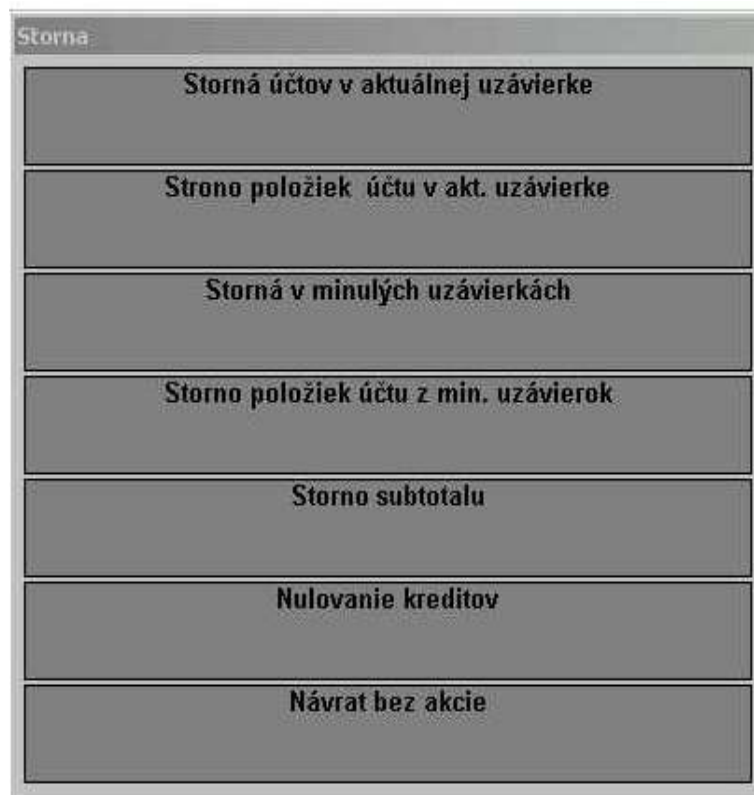 Storna
Storná účtov v aktuálnej uzávierke
Strono položiek  účtu v akt. uzávierke
Storná v minulých uzávierkách
Storno položiek účtu z min. uzávierok
Storno subtotalu
Nulovanie kreditov
Návrat bez akcie